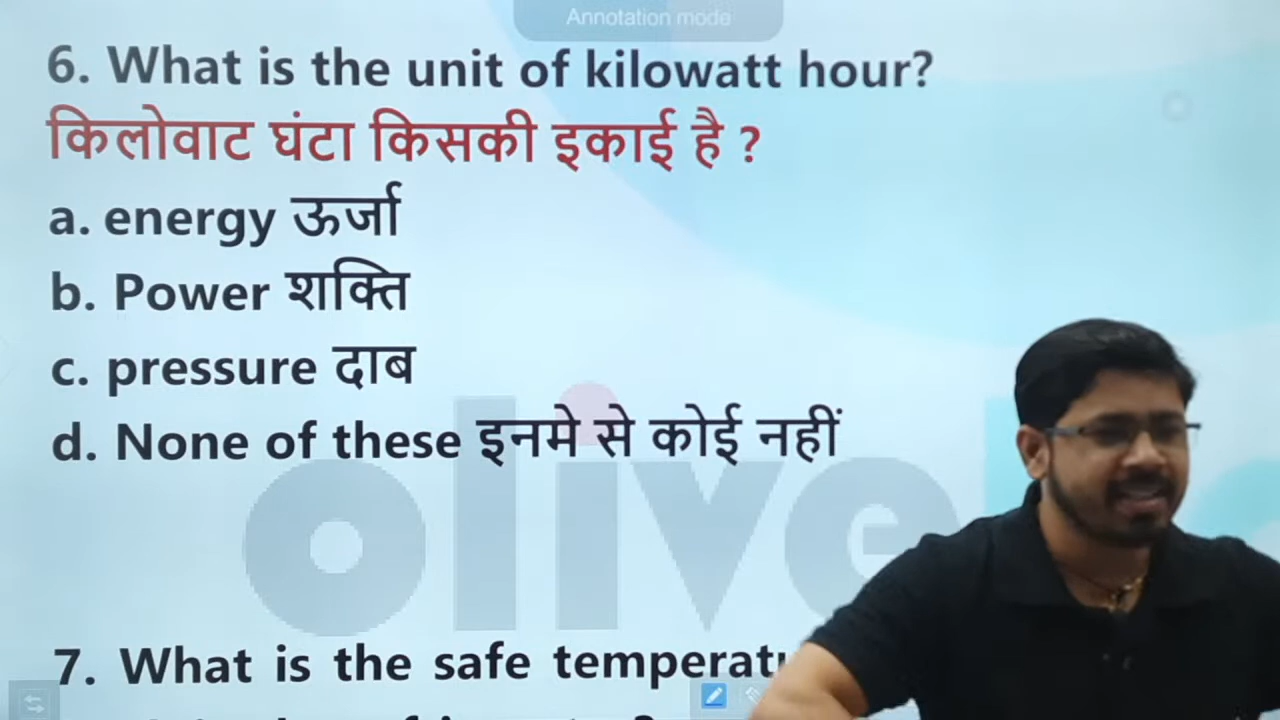 Annotation mode
6. What is the unit of kilowatt hour?
किलोवाट घंटा किसकी इकाई है ?
a. energy ऊर्जा
b. Power शक्ति
c. pressure दाब
d. None of these इनमे से कोई नहीं
olive
7. What is the safe